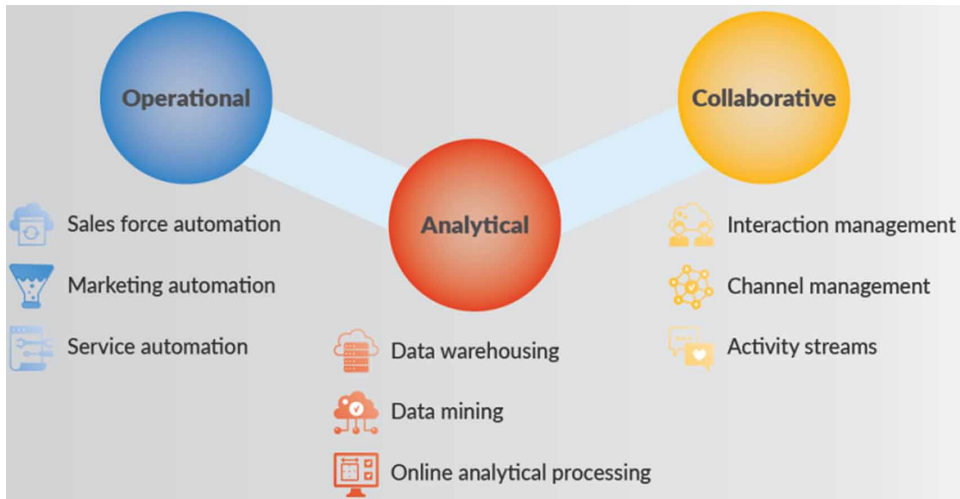 Operational
Collaborative
Analytical
Sales force automation
Marketing automation
Service automation
Data warehousing
Data mining
Online analytical processing
Interaction management
Channel management
Activity streams